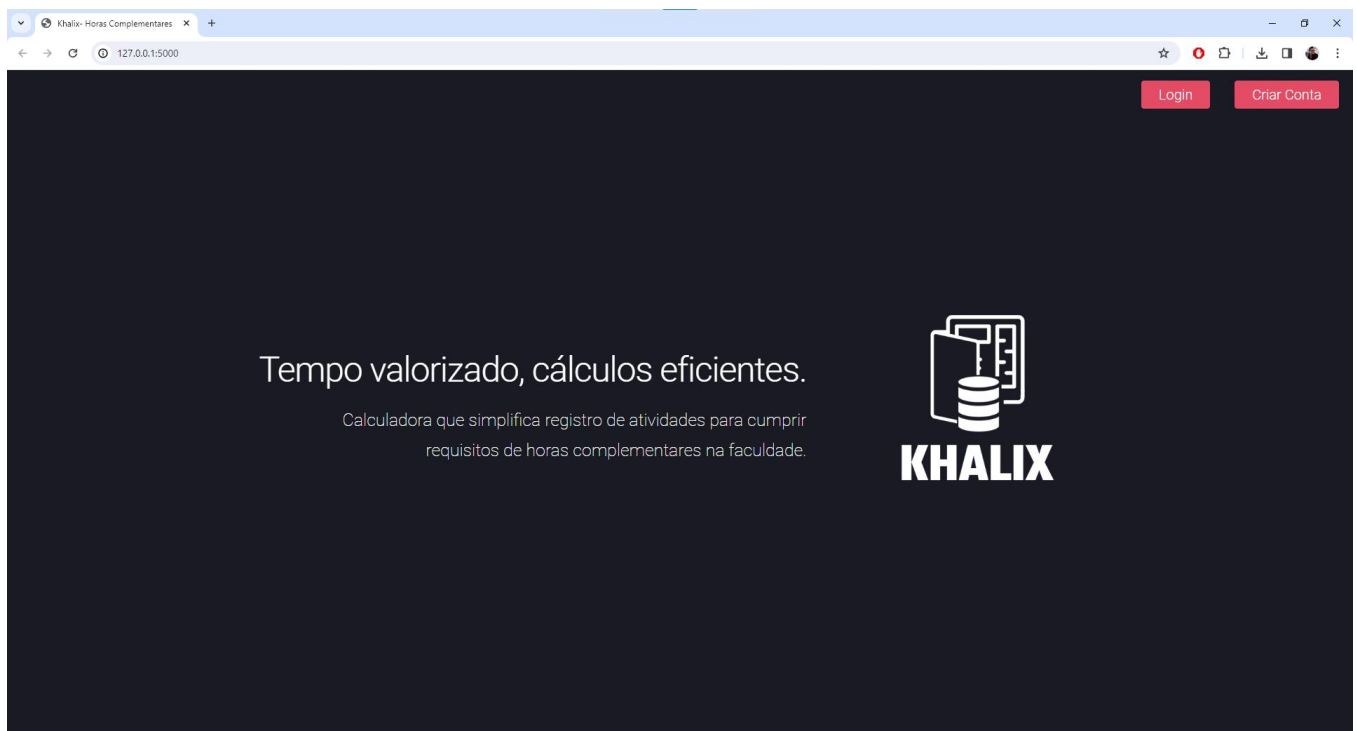 Khalix- Horas Complementares
127.0.0.1:5000
Login
Criar Conta
Tempo valorizado, cálculos eficientes.
Calculadora que simplifica registro de atividades para cumprir
requisitos de horas complementares na faculdade.
KHALIX